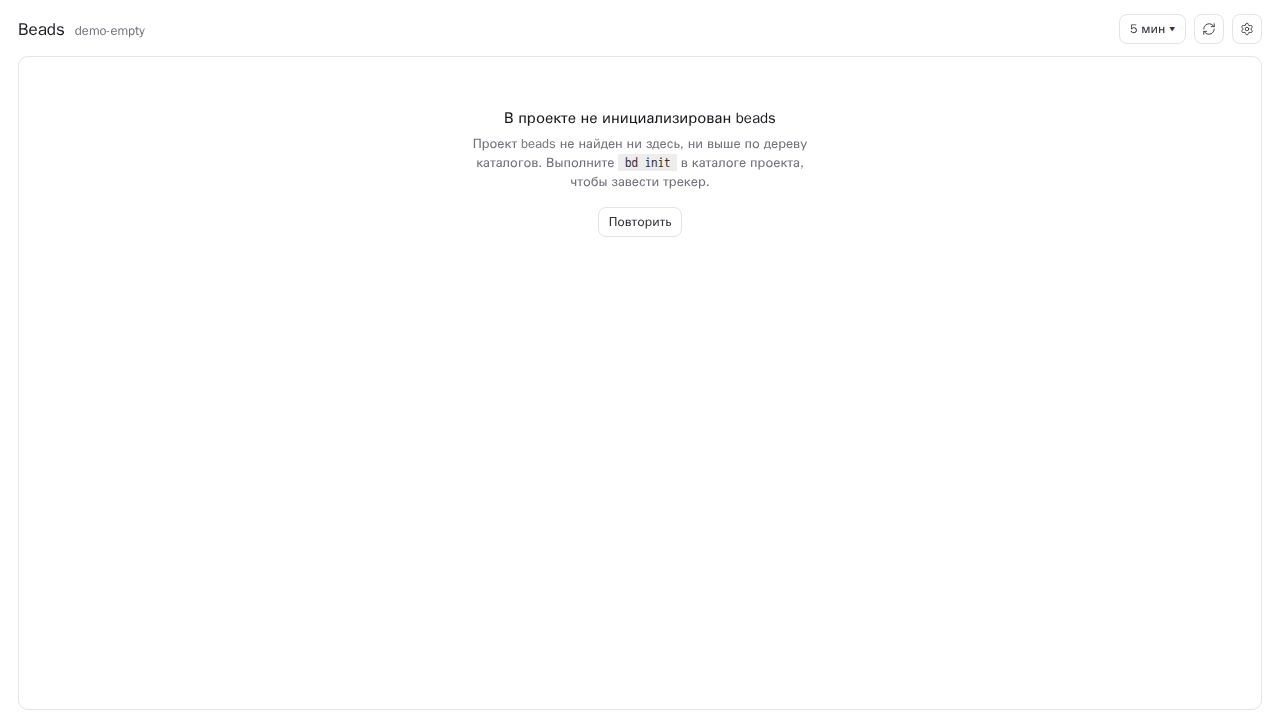 Beads demo-empty 5 мин
В проекте не инициализирован beads
Проект beads не найден ни здесь, ни выше по дереву
каталогов. Выполните bd init в каталоге проекта,
чтобы завести трекер.
Повторить